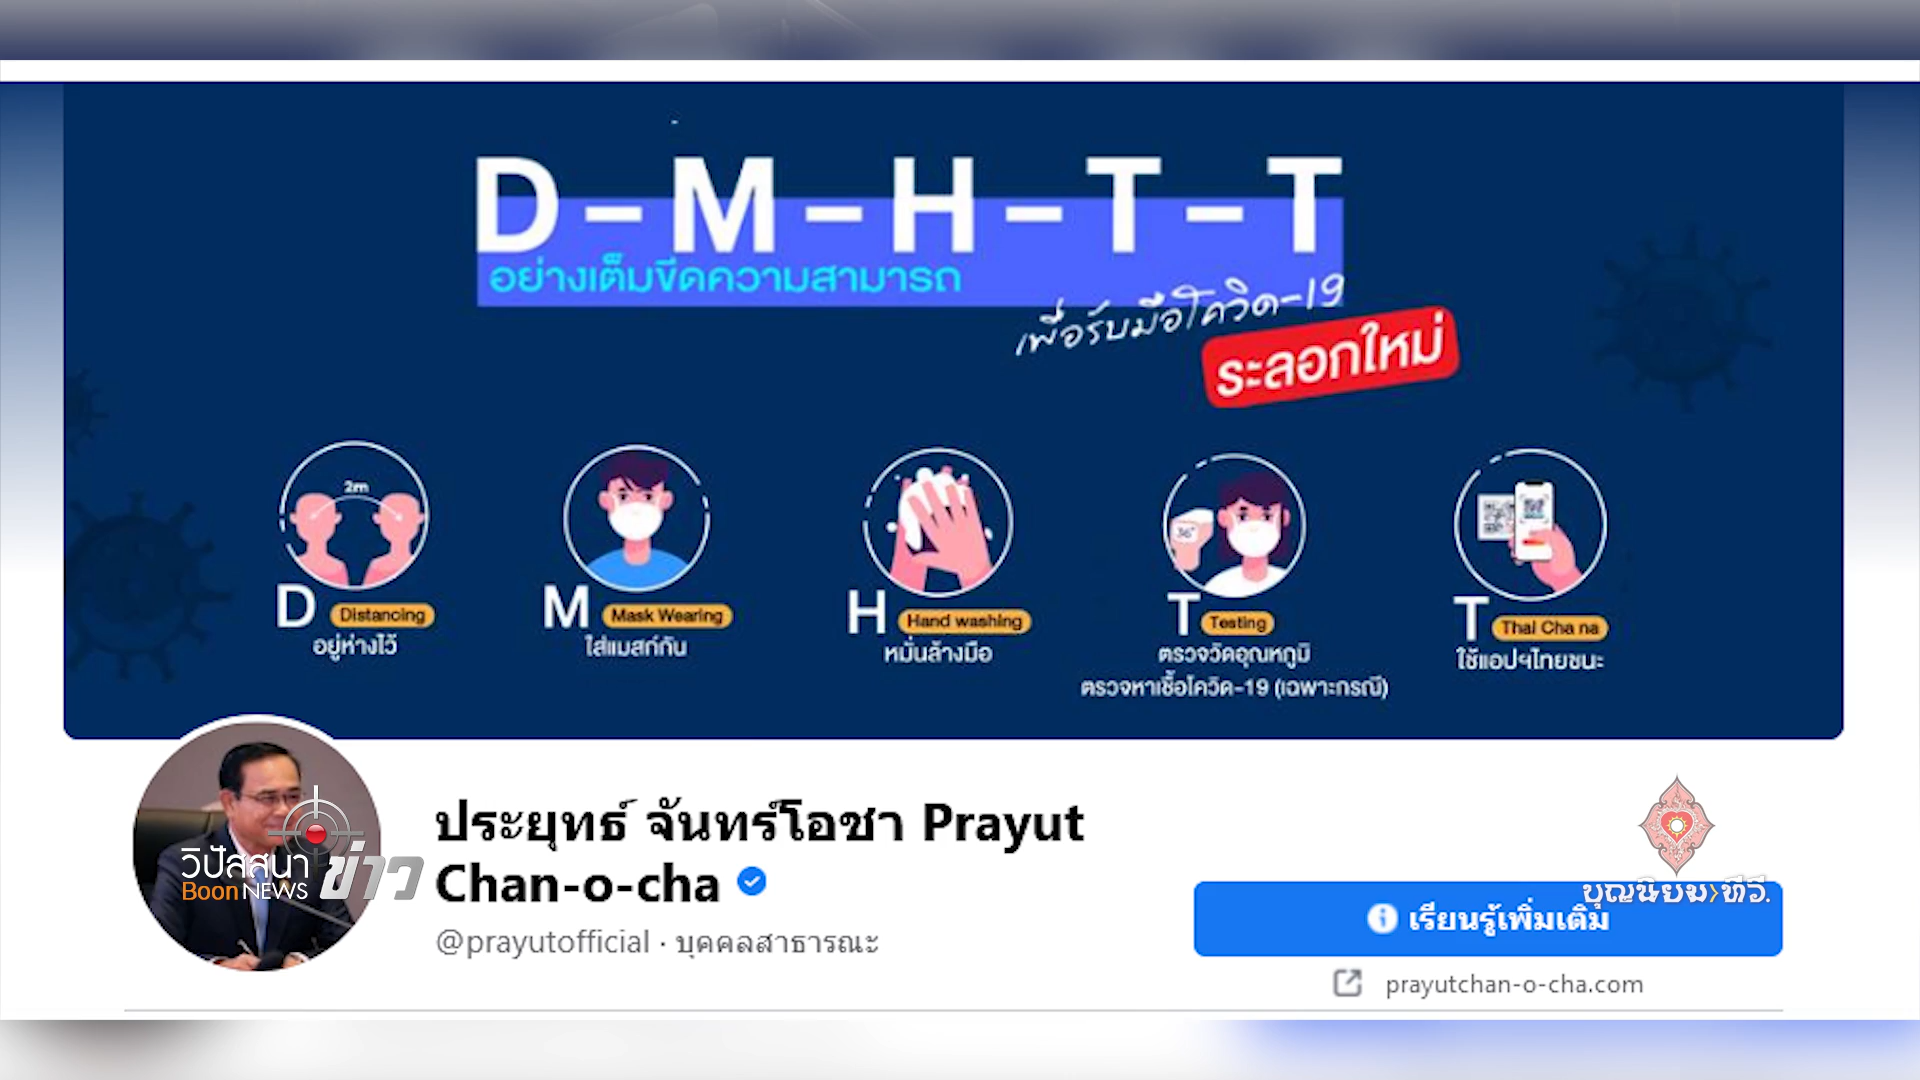 D-M-H-T-T
อย่างเต็มขีดความสามารถ
เพื่อรับมือโควิด-19
ระลอกใหม่
2m
36°
D Distancing
อยู่ห่างไว้
M Mask Wearing
ใส่แมสก์กัน
H Hand washing
หมั่นล้างมือ
T Testing
ตรวจวัดอุณหภูมิ
ตรวจหาเชื้อโควิด-19 (เฉพาะกรณี)
T Thai Cha na
ใช้แอปฯไทยชนะ
วิปัสสนา ข่าว
Boon NEWS
ประยุทธ์ จันทร์โอชา Prayut
Chan-o-cha
@prayutofficial · บุคคลสาธารณะ
บุญนิยม>ทีวี.
เรียนรู้เพิ่มเติม
prayutchan-o-cha.com